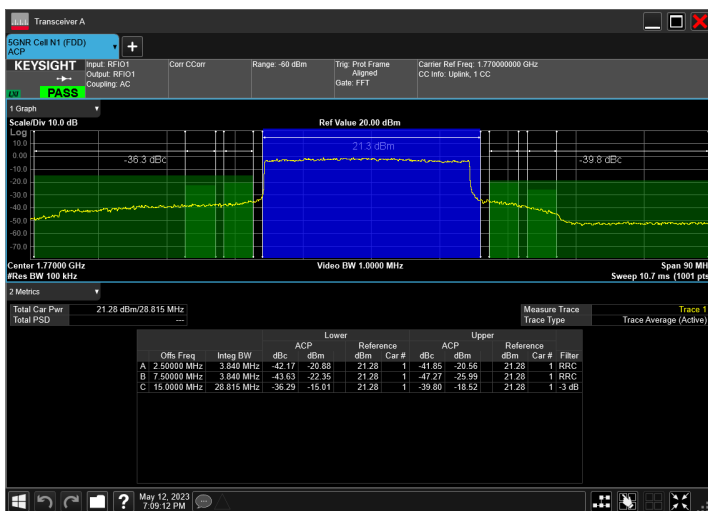 Transceiver A
5GNR Cell N1 (FDD)
ACP
KEYSIGHT
LXI
PASS
Input: RFIO1
Output: RFIO1
Coupling: AC
Corr CCorr
Range: -60 dBm
Trig: Prot Frame
Aligned
Gate: FFT
Carrier Ref Freq: 1.770000000 GHz
CC Info: Uplink, 1 CC
1 Graph
Scale/Div 10.0 dB
Ref Value 20.00 dBm
Log
10.0
0.00
-10.0
-20.0
-30.0
-40.0
-50.0
-60.0
-70.0
-36.3 dBc
21.3 dBm
-39.8 dBc
Center 1.77000 GHz
#Res BW 100 kHz
Video BW 1.0000 MHz
Span 90 MH
Sweep 10.7 ms (1001 pts
2 Metrics
Total Car Pwr 21.28 dBm/28.815 MHz
Total PSD ---
Measure Trace Trace 1
Trace Type Trace Average (Active)
Lower Upper
ACP Reference ACP Reference
Offs Freq Integ BW dBc dBm dBm Car # dBc dBm dBm Car # Filter
A 2.50000 MHz 3.840 MHz -42.17 -20.88 21.28 1 -41.85 -20.56 21.28 1 RRC
B 7.50000 MHz 3.840 MHz -43.63 -22.35 21.28 1 -47.27 -25.99 21.28 1 RRC
C 15.0000 MHz 28.815 MHz -36.29 -15.01 21.28 1 -39.80 -18.52 21.28 1 -3 dB
?
May 12, 2023
7:09:12 PM